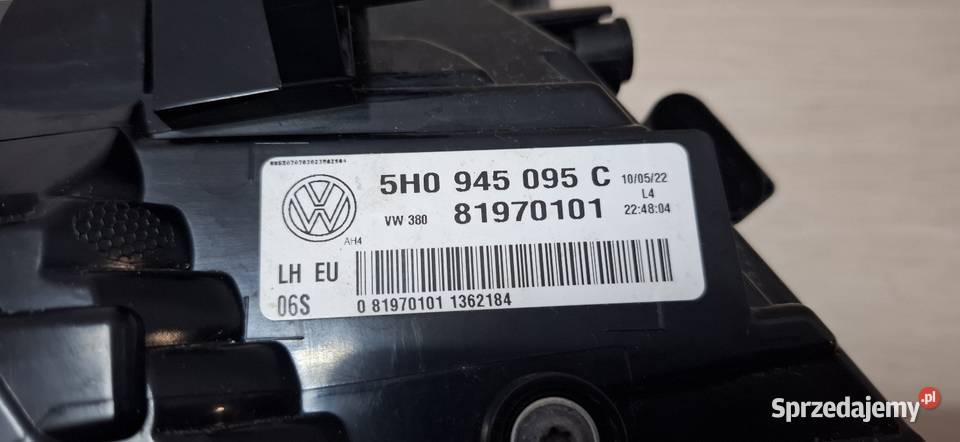 5H0 945 095 C 10/05/22
L4
VW 380 81970101 22:48:04
AH4
LH EU
06S 0 81970101 1362184
Sprzedajemy.pl